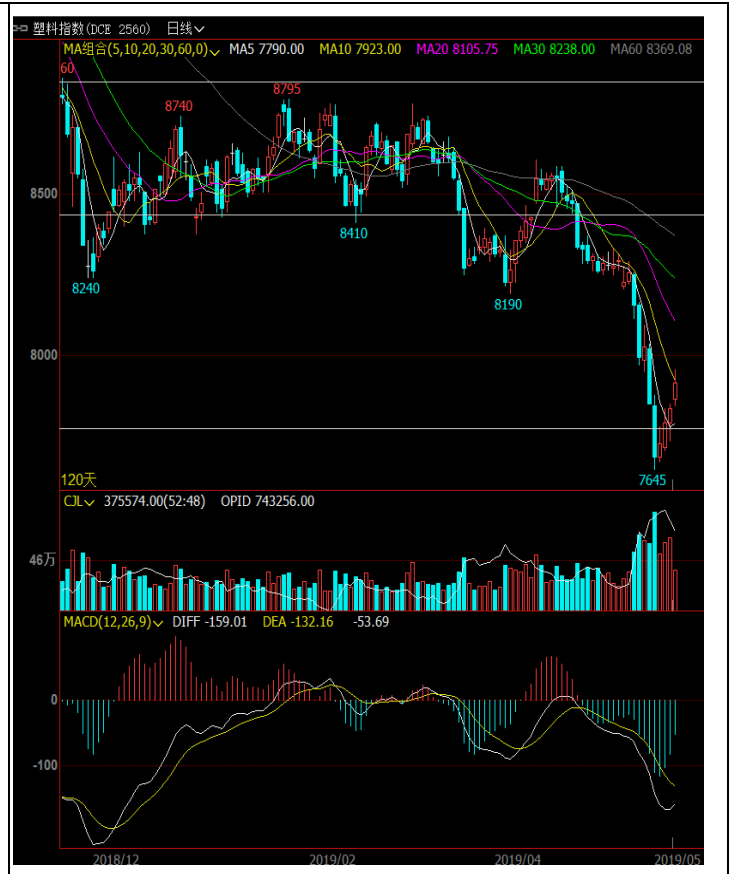 塑料指数(DCE 2560) 日线
MA组合(5,10,20,30,60,0) MA5 7790.00 MA10 7923.00 MA20 8105.75 MA30 8238.00 MA60 8369.08
60
8795
8740
8500
8410
8240
8190
8000
120天
7645
CJL 375574.00(52:48) OPID 743256.00
46万
MACD(12,26,9) DIFF -159.01 DEA -132.16 -53.69
0
-100
2018/12 2019/02 2019/04 2019/05